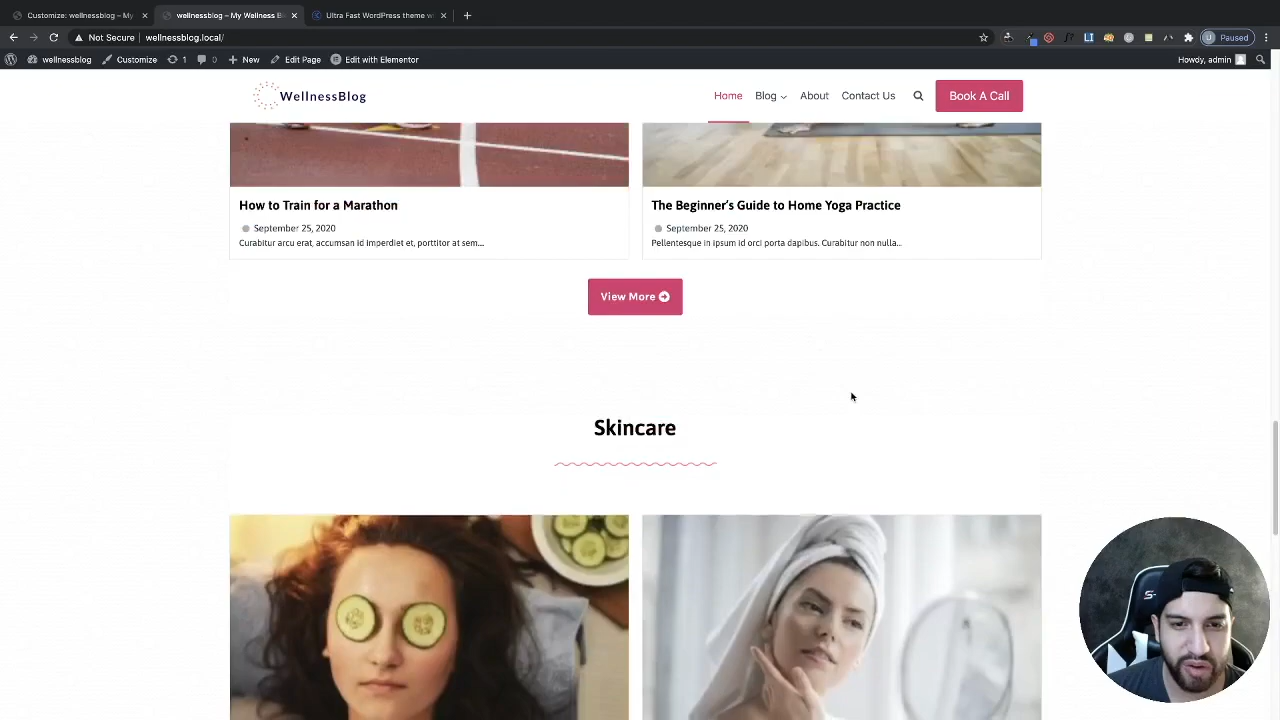 Customize: wellnessblog – My
wellnessblog – My Wellness B
Ultra Fast WordPress theme w
Not Secure
wellnessblog.local/
Paused
wellnessblog
Customize
1
0
New
Edit Page
Edit with Elementor
Howdy, admin
WellnessBlog
Home
Blog
About
Contact Us
Book A Call
How to Train for a Marathon
The Beginner's Guide to Home Yoga Practice
September 25, 2020
September 25, 2020
Curabitur arcu erat, accumsan id imperdiet et, porttitor at sem...
Pellentesque in ipsum id orci porta dapibus. Curabitur non nulla...
View More
Skincare